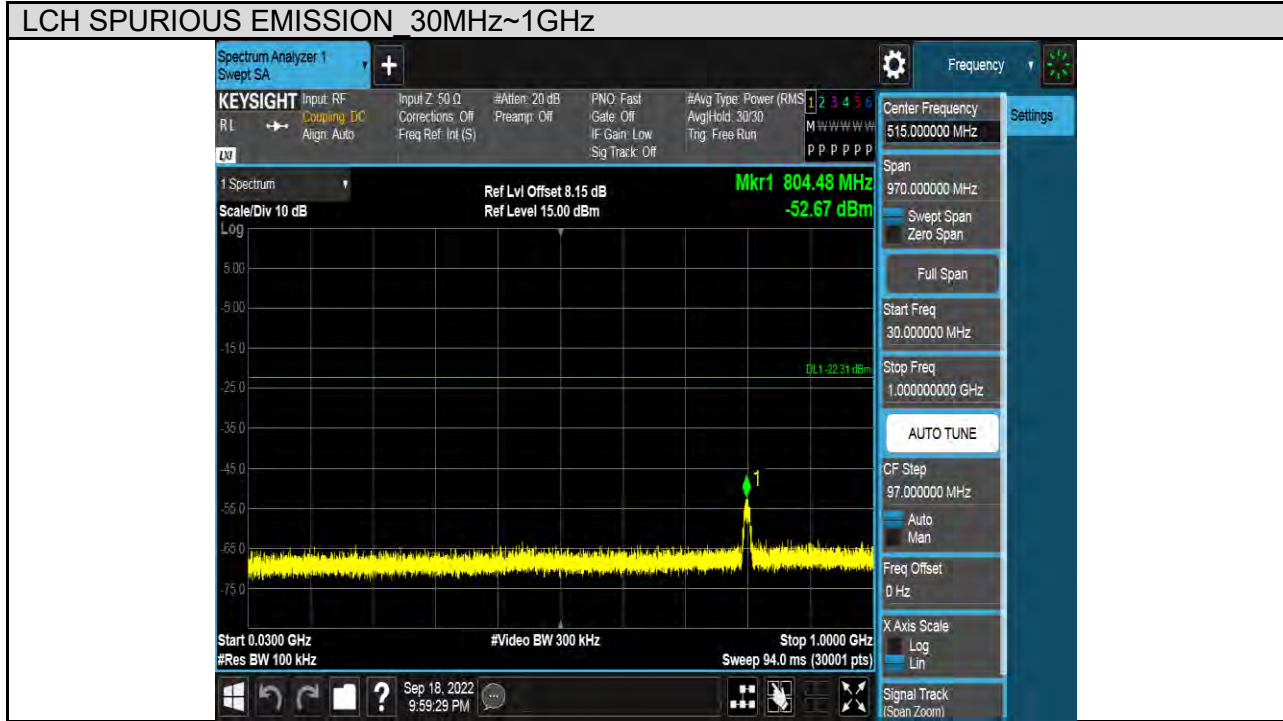 LCH SPURIOUS EMISSION_30MHz~1GHz
Spectrum Analyzer 1
Swept SA
Frequency
KEYSIGHT
RL
LXI
Input: RF
Coupling: DC
Align: Auto
Input Z: 50 Ω
Corrections: Off
Freq Ref: Int (S)
#Atten: 20 dB
Preamp: Off
PNO: Fast
Gate: Off
IF Gain: Low
Sig Track: Off
#Avg Type: Power (RMS
Avg|Hold: 30/30
Trig: Free Run
1 2 3 4 5 6
M W W W W W
P P P P P P
1 Spectrum
Scale/Div 10 dB
Log
Ref Lvl Offset 8.15 dB
Ref Level 15.00 dBm
Mkr1 804.48 MHz
-52.67 dBm
5.00
-5.00
-15.0
DL1 -22.31 dBm
-25.0
-35.0
-45.0
1
-55.0
-65.0
-75.0
Start 0.0300 GHz
#Res BW 100 kHz
#Video BW 300 kHz
Stop 1.0000 GHz
Sweep 94.0 ms (30001 pts)
?
Sep 18, 2022
9:59:29 PM
Center Frequency
515.000000 MHz
Settings
Span
970.000000 MHz
Swept Span
Zero Span
Full Span
Start Freq
30.000000 MHz
Stop Freq
1.000000000 GHz
AUTO TUNE
CF Step
97.000000 MHz
Auto
Man
Freq Offset
0 Hz
X Axis Scale
Log
Lin
Signal Track
(Span Zoom)